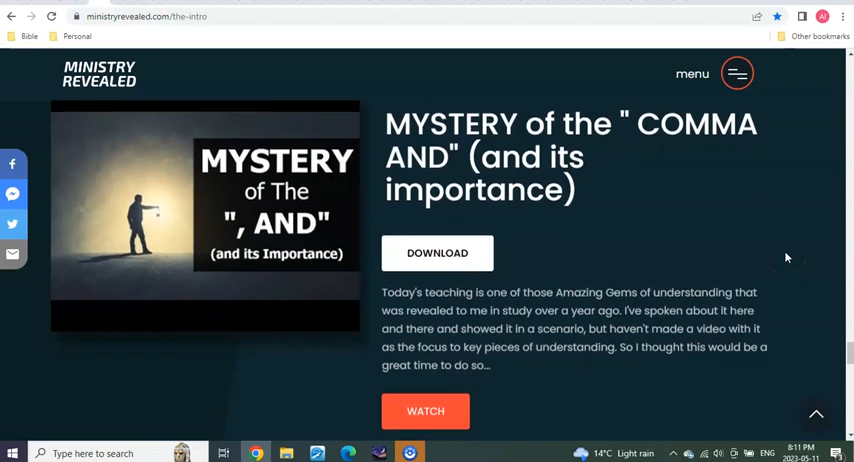 ministryrevealed.com/the-intro
AI
Bible
Personal
Other bookmarks
MINISTRY
REVEALED
menu
MYSTERY
of The
", AND"
(and its Importance)
MYSTERY of the " COMMA
AND" (and its
importance)
DOWNLOAD
Today's teaching is one of those Amazing Gems of understanding that
was revealed to me in study over a year ago. I've spoken about it here
and there and showed it in a scenario, but haven't made a video with it
as the focus to key pieces of understanding. So I thought this would be a
great time to do so...
WATCH
Type here to search
14°C Light rain
ENG
8:11 PM
2023-05-11
3